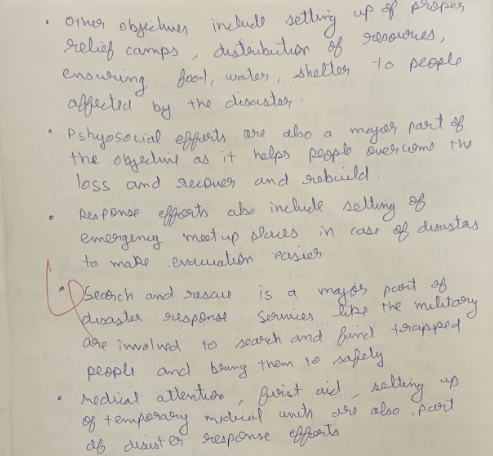 • Other objectives include setting up of proper
relief camps, distribution of resources,
ensuring food, water, shelter to people
affected by the disaster.
• Pshyosocial efforts are also a major part of
the objective as it helps people overcome the
loss and recover and rebuild.
• Response efforts also include setting of
emergency meetup places in case of disasters
to make evacuation easier.
• Search and rescue is a major part of
disaster response. Services like the military
are involved to search and find trapped
people and bring them to safety
• Medical attention, first aid, setting up
of temporary medical units are also part
of disister response efforts.